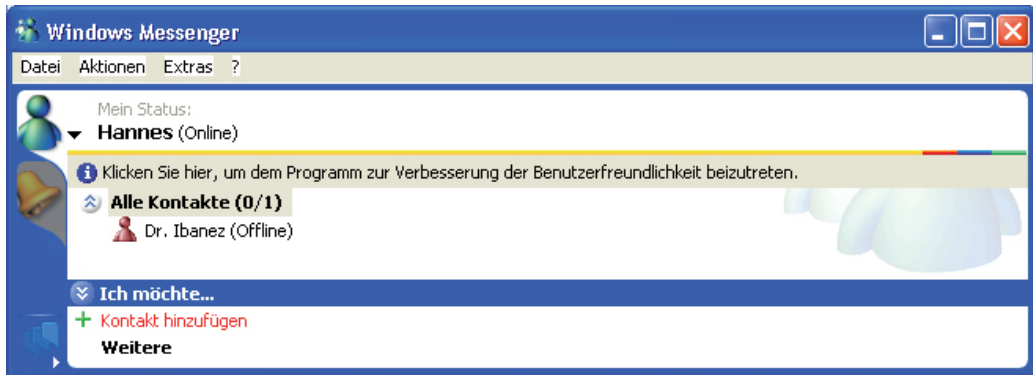 Windows Messenger
Datei Aktionen Extras ?
Mein Status:
Hannes (Online)
Klicken Sie hier, um dem Programm zur Verbesserung der Benutzerfreundlichkeit beizutreten.
Alle Kontakte (0/1)
Dr. Ibanez (Offline)
Ich möchte...
Kontakt hinzufügen
Weitere